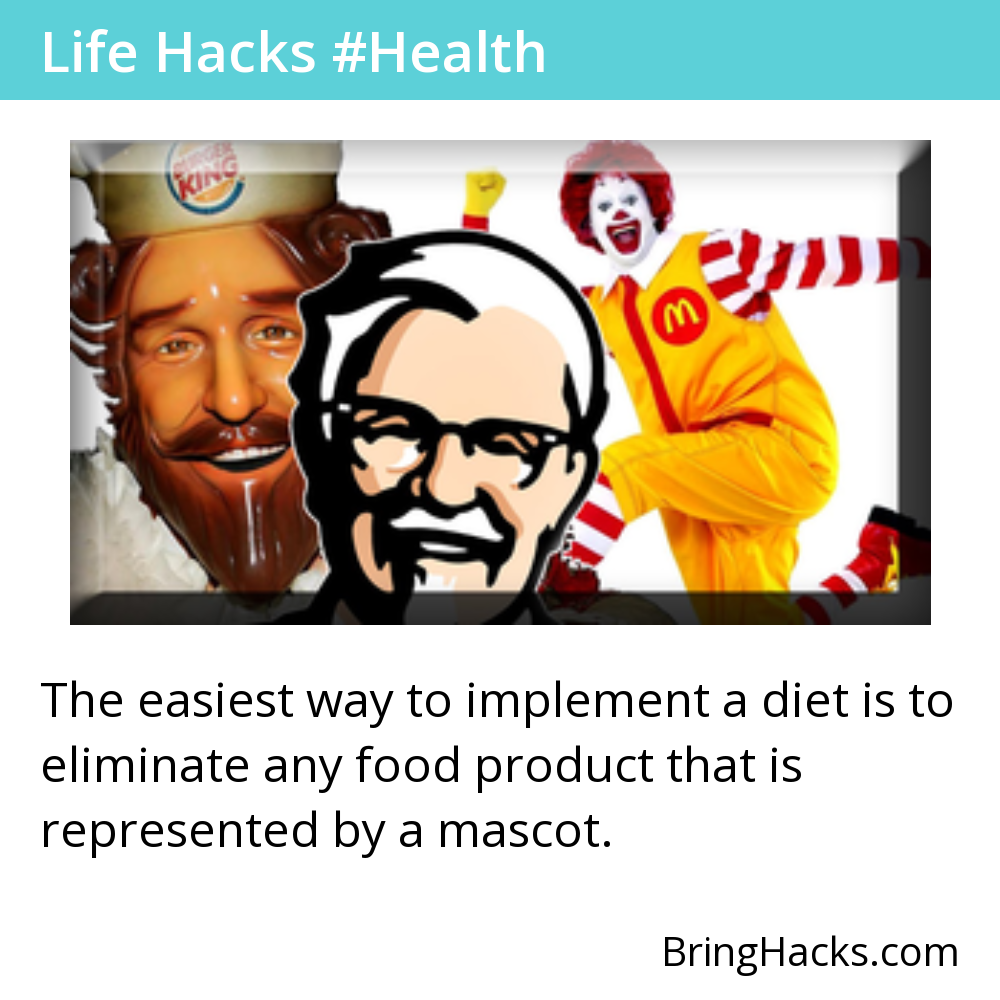 Life Hacks #Health
BURGER
KING
The easiest way to implement a diet is to
eliminate any food product that is
represented by a mascot.
BringHacks.com